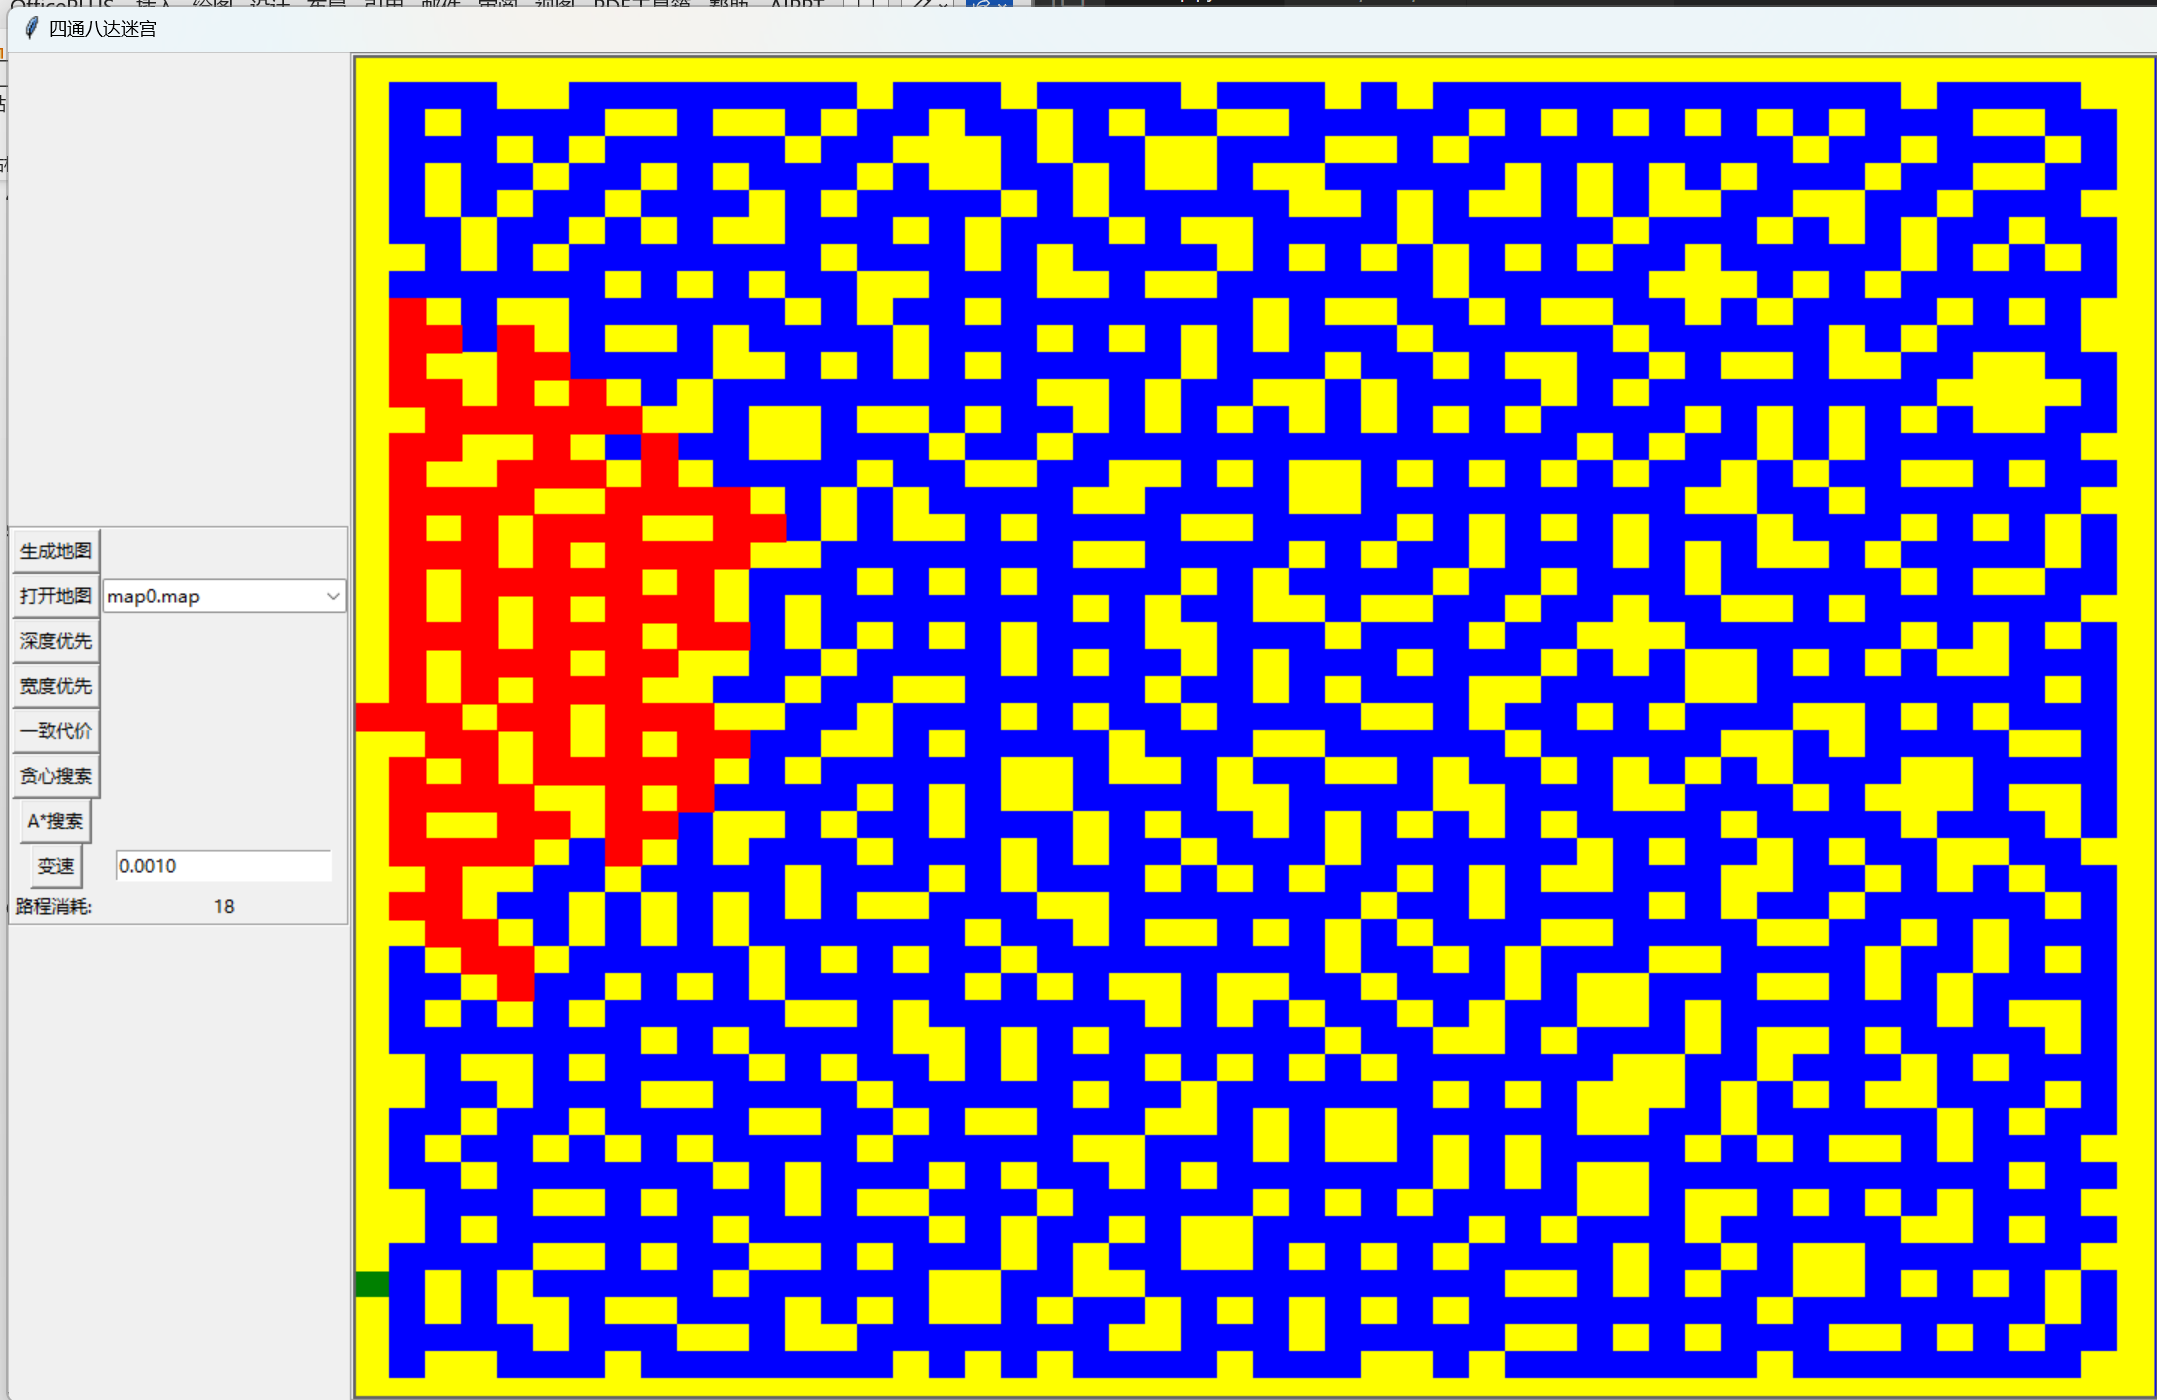 四通八达迷宫
生成地图
打开地图 map0.map
深度优先
宽度优先
一致代价
贪心搜索
A*搜索
变速 0.0010
路程消耗: 18